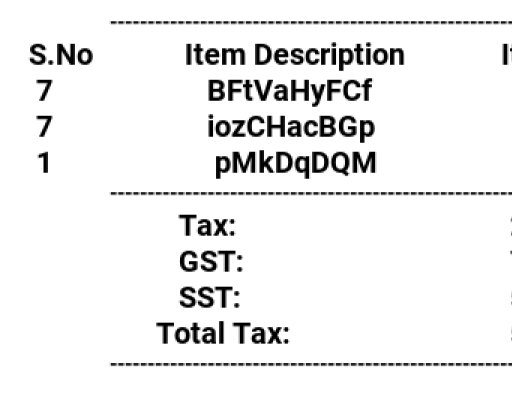 S.No Item Description
7 BFtVaHyFCf
7 iozCHacBGp
1 pMkDqDQM
Tax:
GST:
SST:
Total Tax: